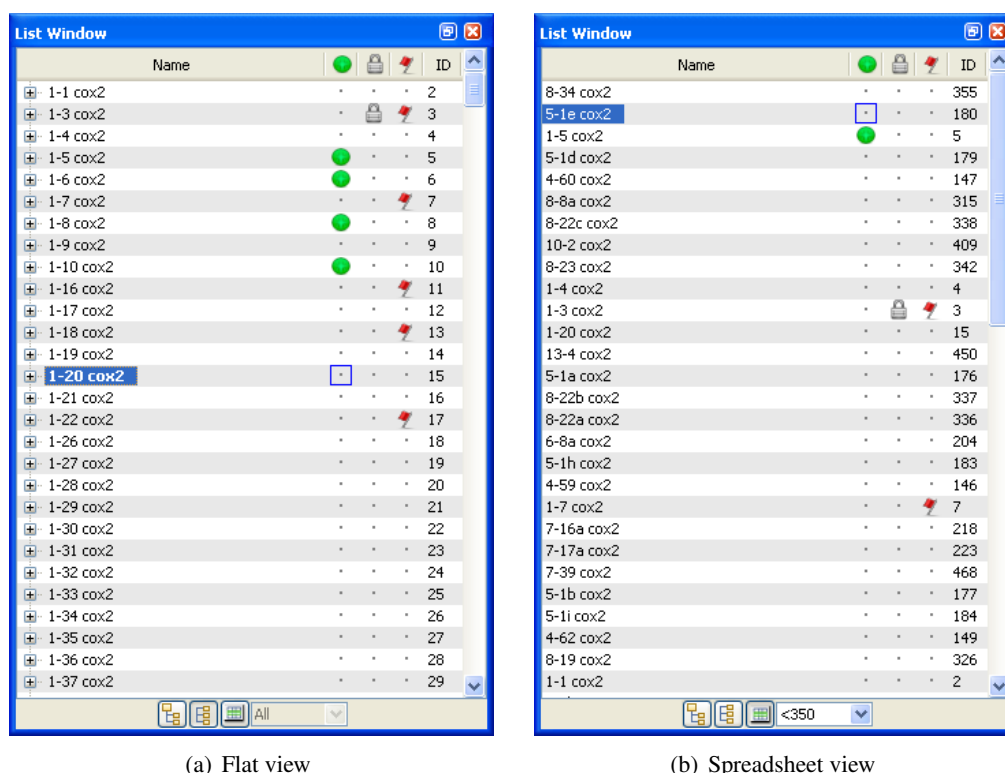 List Window
Name ID
1-1 cox2 2
1-3 cox2 3
1-4 cox2 4
1-5 cox2 5
1-6 cox2 6
1-7 cox2 7
1-8 cox2 8
1-9 cox2 9
1-10 cox2 10
1-16 cox2 11
1-17 cox2 12
1-18 cox2 13
1-19 cox2 14
1-20 cox2 15
1-21 cox2 16
1-22 cox2 17
1-26 cox2 18
1-27 cox2 19
1-28 cox2 20
1-29 cox2 21
1-30 cox2 22
1-31 cox2 23
1-32 cox2 24
1-33 cox2 25
1-34 cox2 26
1-35 cox2 27
1-36 cox2 28
1-37 cox2 29
All
(a) Flat view
List Window
Name ID
8-34 cox2 355
5-1e cox2 180
1-5 cox2 5
5-1d cox2 179
4-60 cox2 147
8-8a cox2 315
8-22c cox2 338
10-2 cox2 409
8-23 cox2 342
1-4 cox2 4
1-3 cox2 3
1-20 cox2 15
13-4 cox2 450
5-1a cox2 176
8-22b cox2 337
8-22a cox2 336
6-8a cox2 204
5-1h cox2 183
4-59 cox2 146
1-7 cox2 7
7-16a cox2 218
7-17a cox2 223
7-39 cox2 468
5-1b cox2 177
5-1i cox2 184
4-62 cox2 149
8-19 cox2 326
1-1 cox2 2
<350
(b) Spreadsheet view